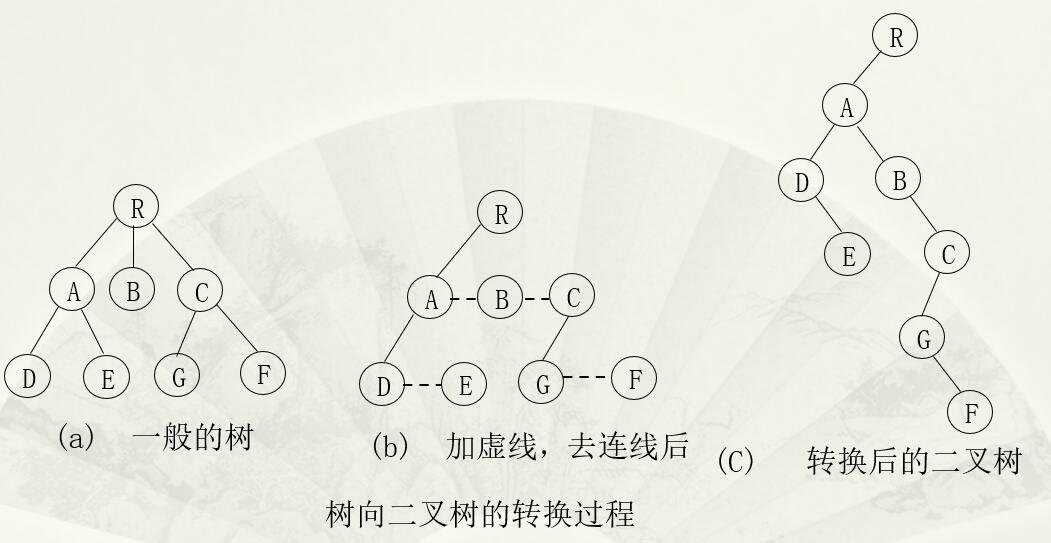 R
A B C
D E G F
(a) 一般的树
R
A B C
D E G F
(b) 加虚线，去连线后
R
A
D B
E C
G
F
(C) 转换后的二叉树
树向二叉树的转换过程